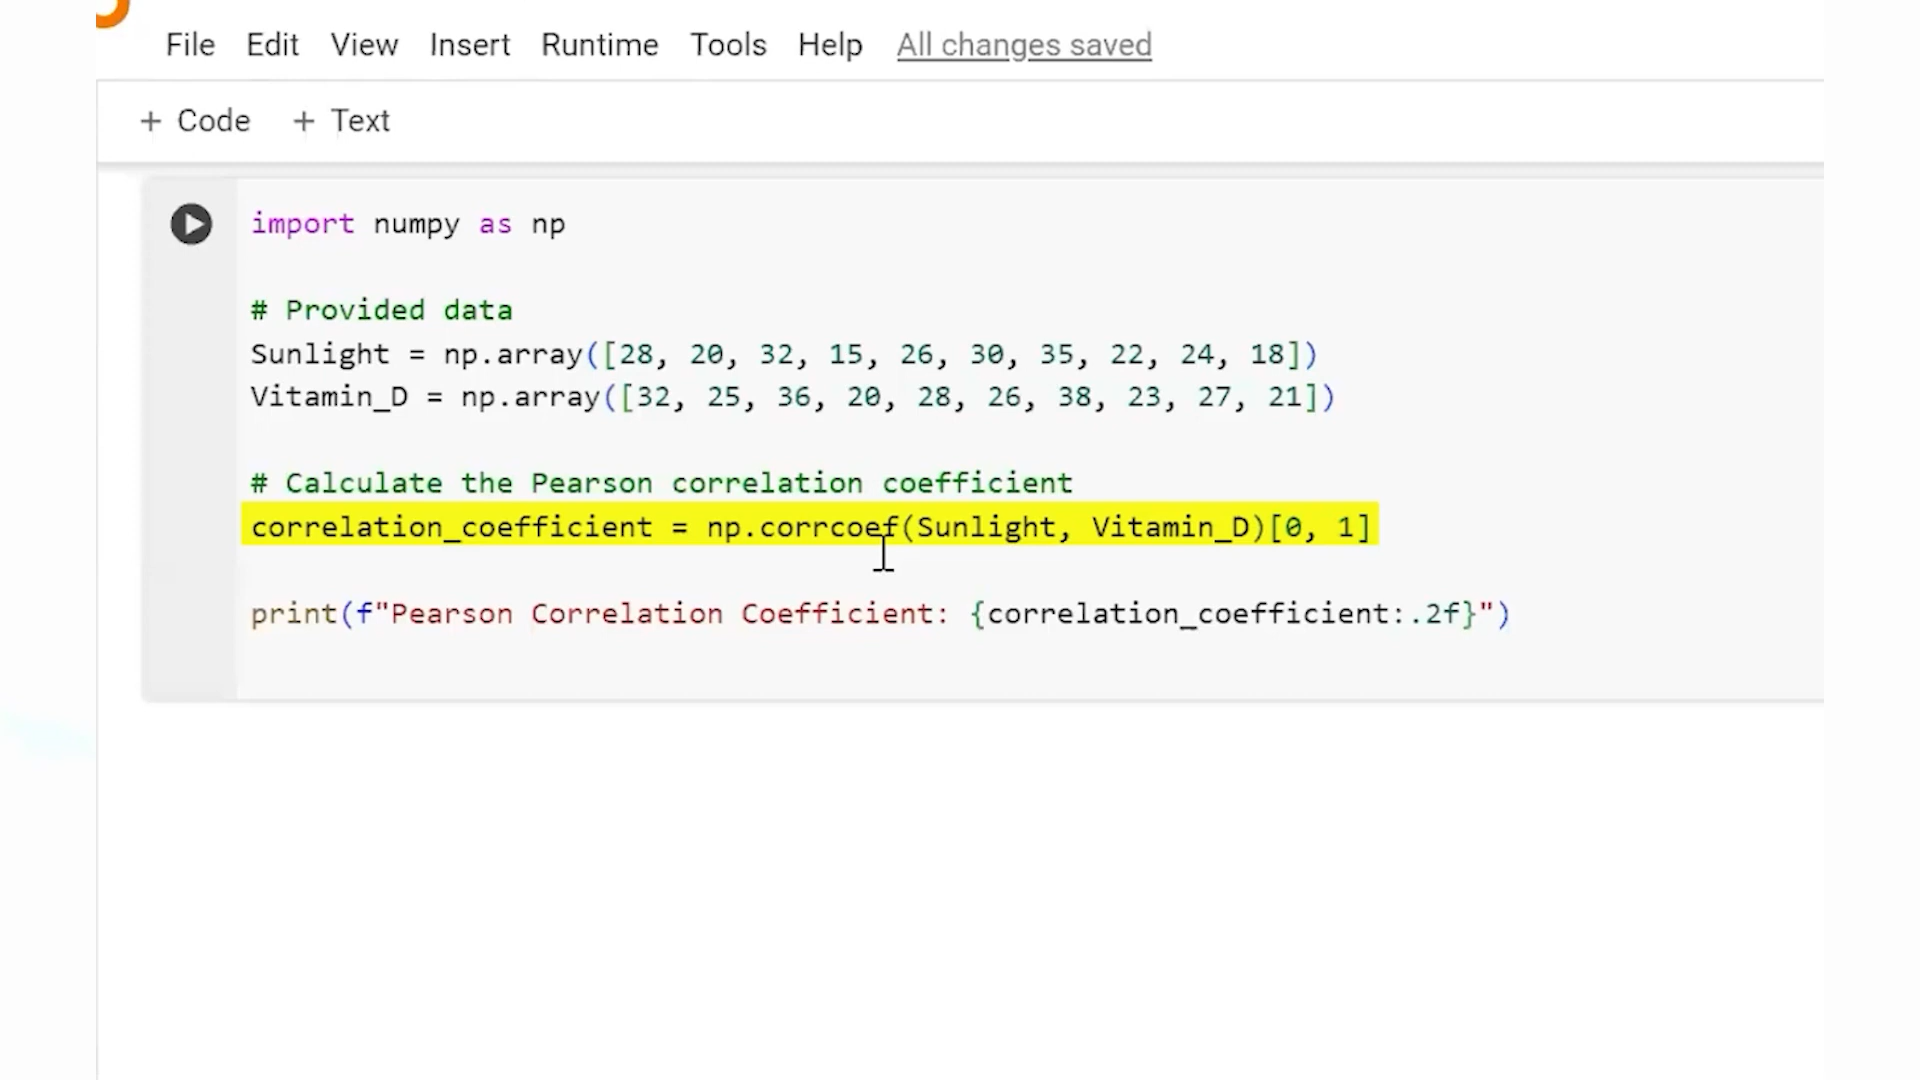 File Edit View Insert Runtime Tools Help All changes saved
+ Code + Text
import numpy as np
# Provided data
Sunlight = np.array([28, 20, 32, 15, 26, 30, 35, 22, 24, 18])
Vitamin_D = np.array([32, 25, 36, 20, 28, 26, 38, 23, 27, 21])
# Calculate the Pearson correlation coefficient
correlation_coefficient = np.corrcoef(Sunlight, Vitamin_D)[0, 1]
print(f"Pearson Correlation Coefficient: {correlation_coefficient:.2f}")